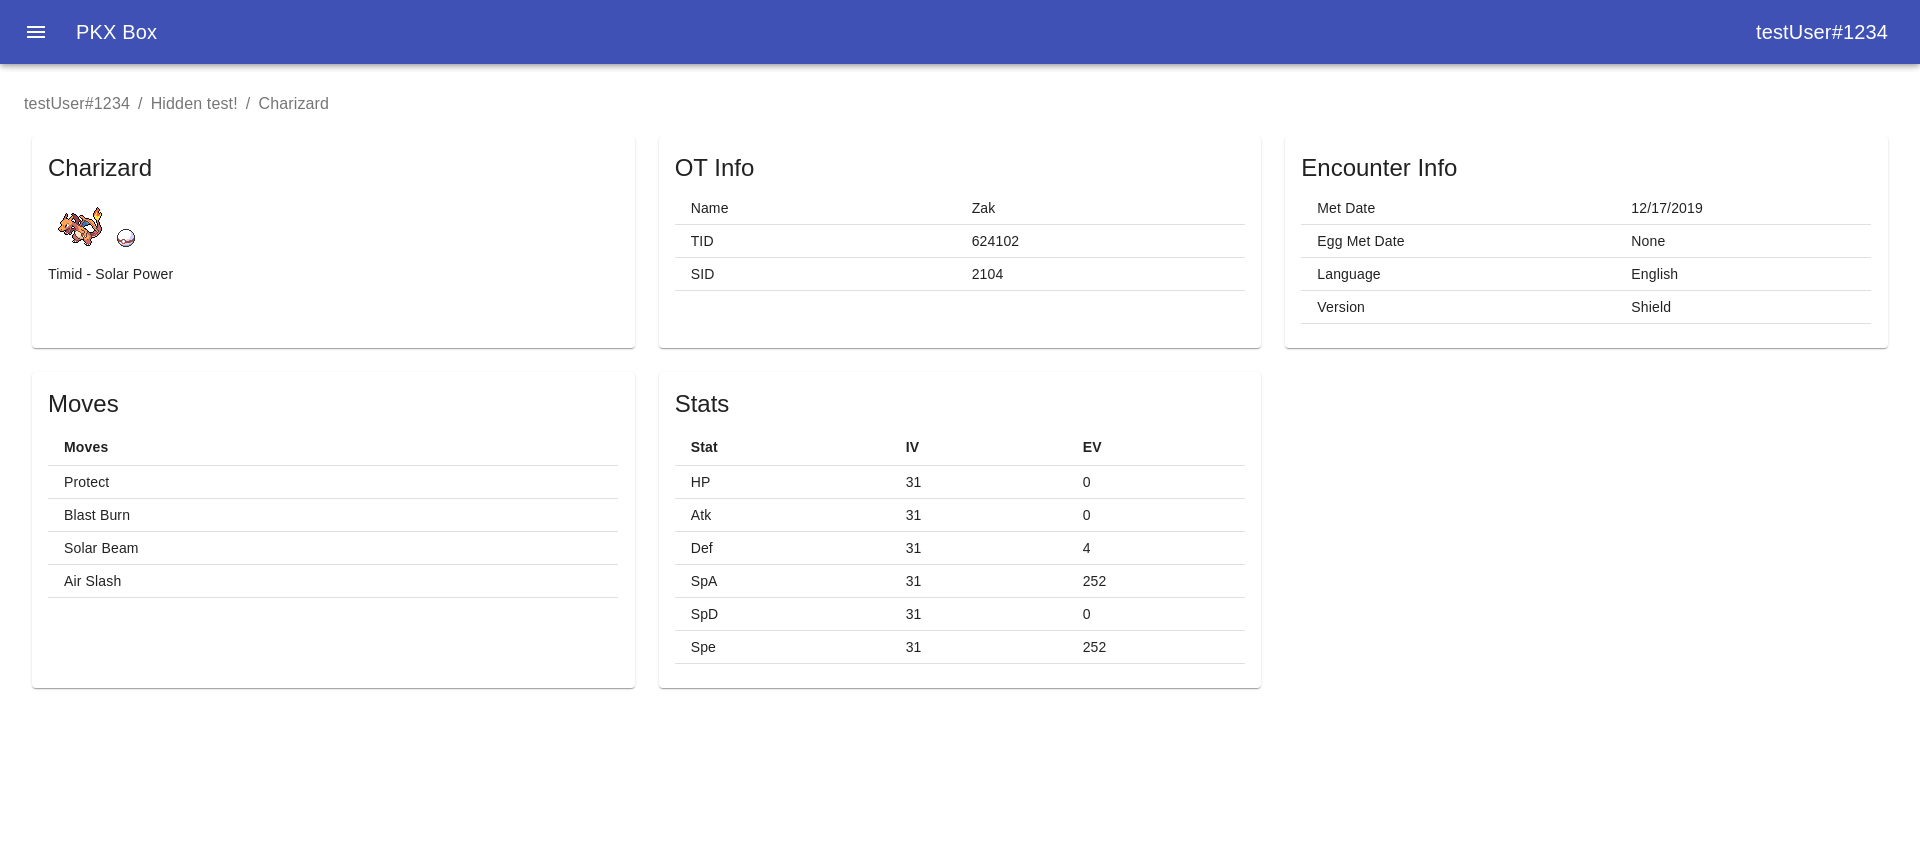 PKX Box
testUser#1234
testUser#1234 / Hidden test! / Charizard
Charizard
Timid - Solar Power
OT Info
Name Zak
TID 624102
SID 2104
Encounter Info
Met Date 12/17/2019
Egg Met Date None
Language English
Version Shield
Moves
Moves
Protect
Blast Burn
Solar Beam
Air Slash
Stats
Stat IV EV
HP 31 0
Atk 31 0
Def 31 4
SpA 31 252
SpD 31 0
Spe 31 252